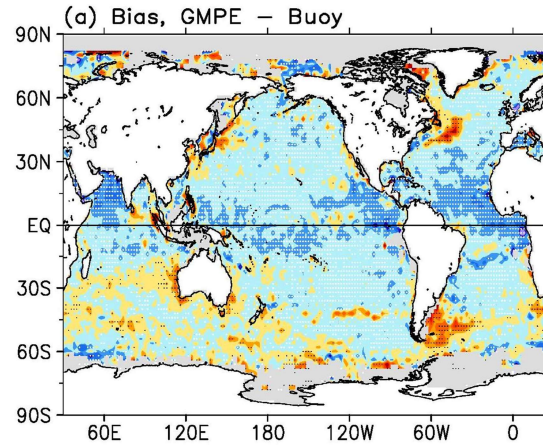 (a) Bias, GMPE – Buoy
90N
60N
30N
EQ
30S
60S
90S
60E 120E 180 120W 60W 0